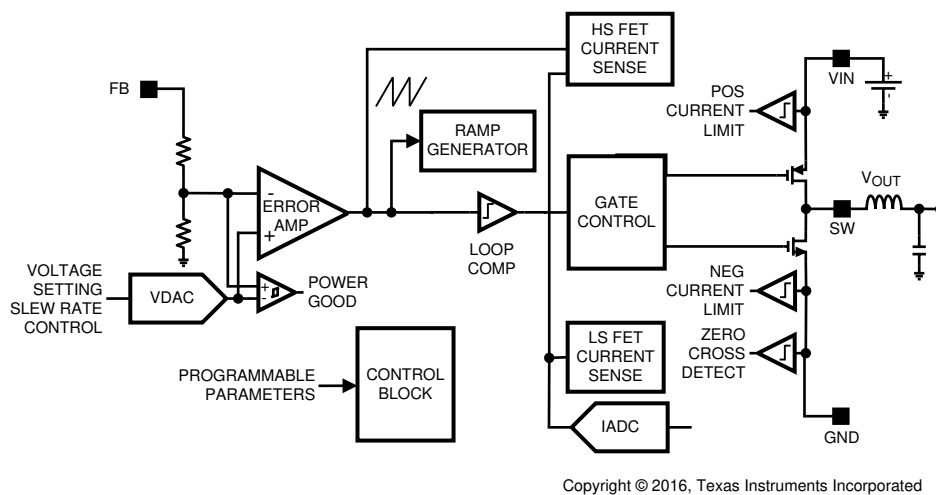 HS FET
CURRENT
SENSE
VIN
+
-
FB
POS
CURRENT
LIMIT
RAMP
GENERATOR
-
ERROR
AMP
+
GATE
CONTROL
VOUT
SW
LOOP
COMP
VOLTAGE
SETTING
SLEW RATE
CONTROL
VDAC
+
-
POWER
GOOD
NEG
CURRENT
LIMIT
LS FET
CURRENT
SENSE
ZERO
CROSS
DETECT
PROGRAMMABLE
PARAMETERS
CONTROL
BLOCK
IADC
GND
Copyright © 2016, Texas Instruments Incorporated